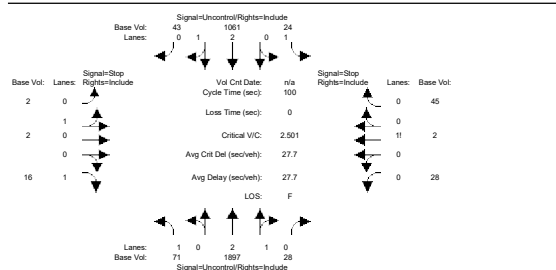 Signal=Uncontrol/Rights=Include
Base Vol: 43 1061 24
Lanes: 0 1 2 0 1
Signal=Stop
Base Vol: Lanes: Rights=Include
Vol Cnt Date: n/a
Signal=Stop
Rights=Include Lanes: Base Vol:
Cycle Time (sec): 100
2 0
0 45
Loss Time (sec): 0
1
0
2 0
Critical V/C: 2.501
1! 2
0
Avg Crit Del (sec/veh): 27.7
0
16 1
Avg Delay (sec/veh): 27.7
0 28
LOS: F
Lanes: 1 0 2 1 0
Base Vol: 71 1897 28
Signal=Uncontrol/Rights=Include